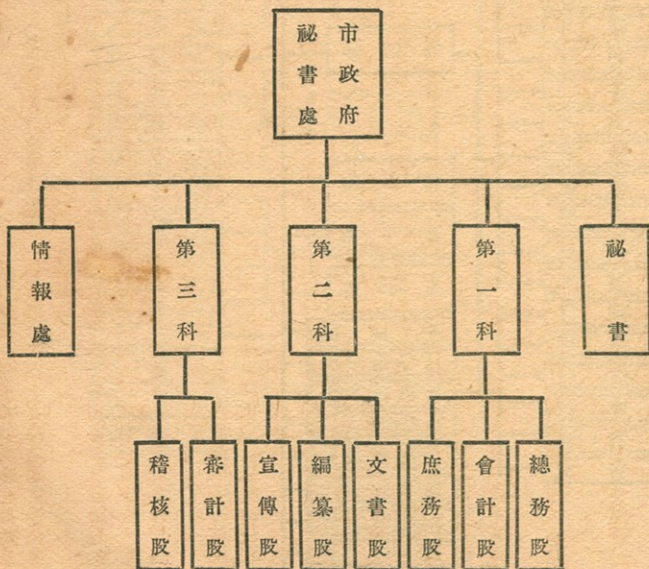 市政府
祕書處
祕書
第一科
第二科
第三科
情報處
總務股
會計股
庶務股
文書股
編纂股
宣傳股
審計股
稽核股